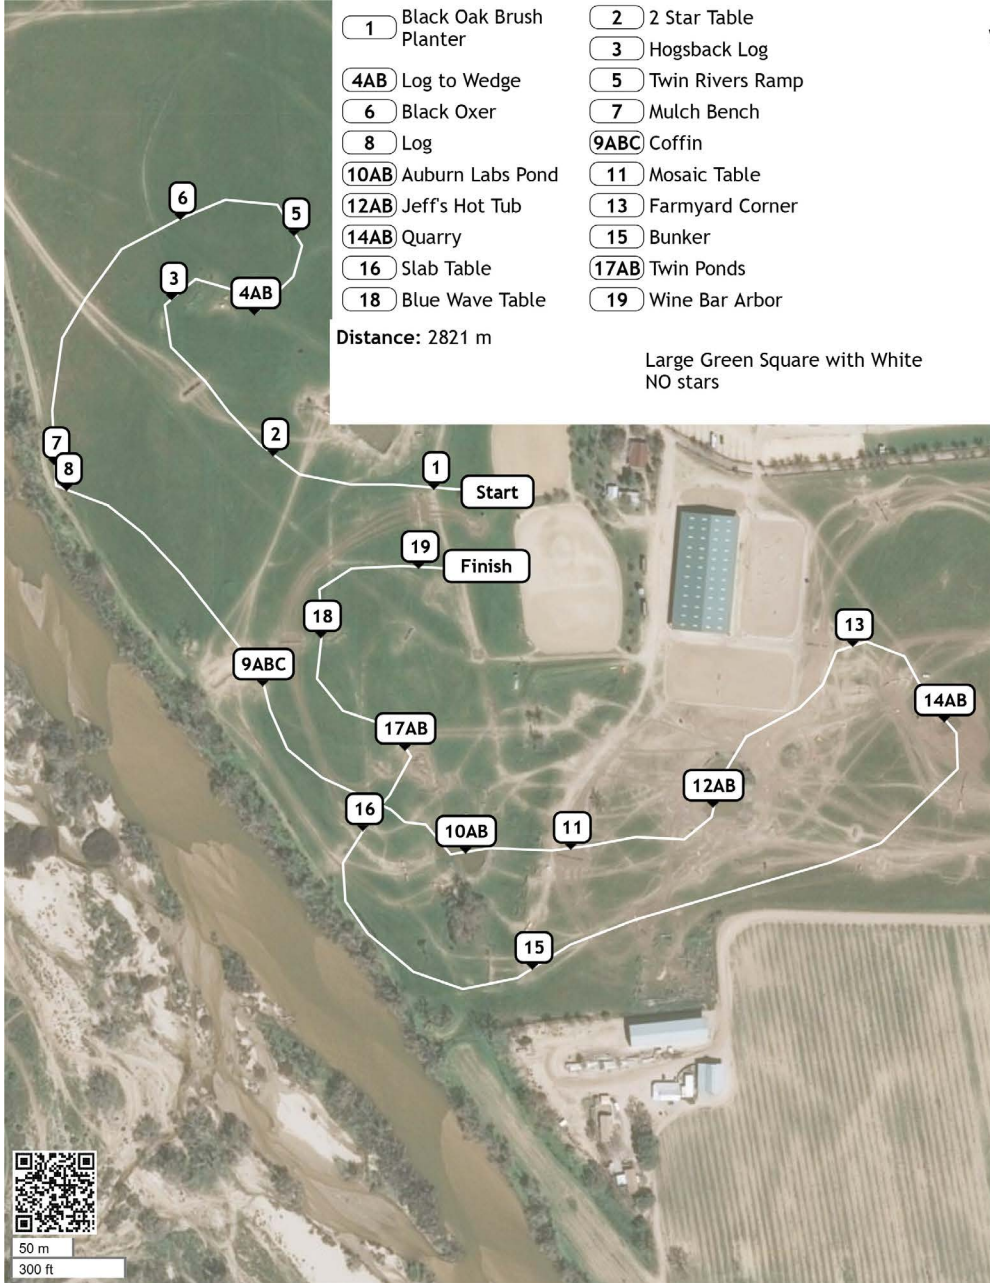 1 Black Oak Brush
Planter
2 2 Star Table
3 Hogsback Log
4AB Log to Wedge
5 Twin Rivers Ramp
6 Black Oxer
7 Mulch Bench
8 Log
9ABC Coffin
10AB Auburn Labs Pond
11 Mosaic Table
12AB Jeff's Hot Tub
13 Farmyard Corner
14AB Quarry
15 Bunker
16 Slab Table
17AB Twin Ponds
18 Blue Wave Table
19 Wine Bar Arbor
Distance: 2821 m
Large Green Square with White
NO stars
6
5
3
4AB
2
7
8
1
Start
19
Finish
18
13
9ABC
14AB
17AB
12AB
16
10AB
11
15
50 m
300 ft